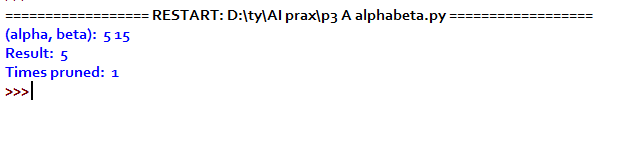 ================== RESTART: D:\ty\AI prax\p3 A alphabeta.py ==================
(alpha, beta):  5 15
Result:  5
Times pruned:  1
>>>